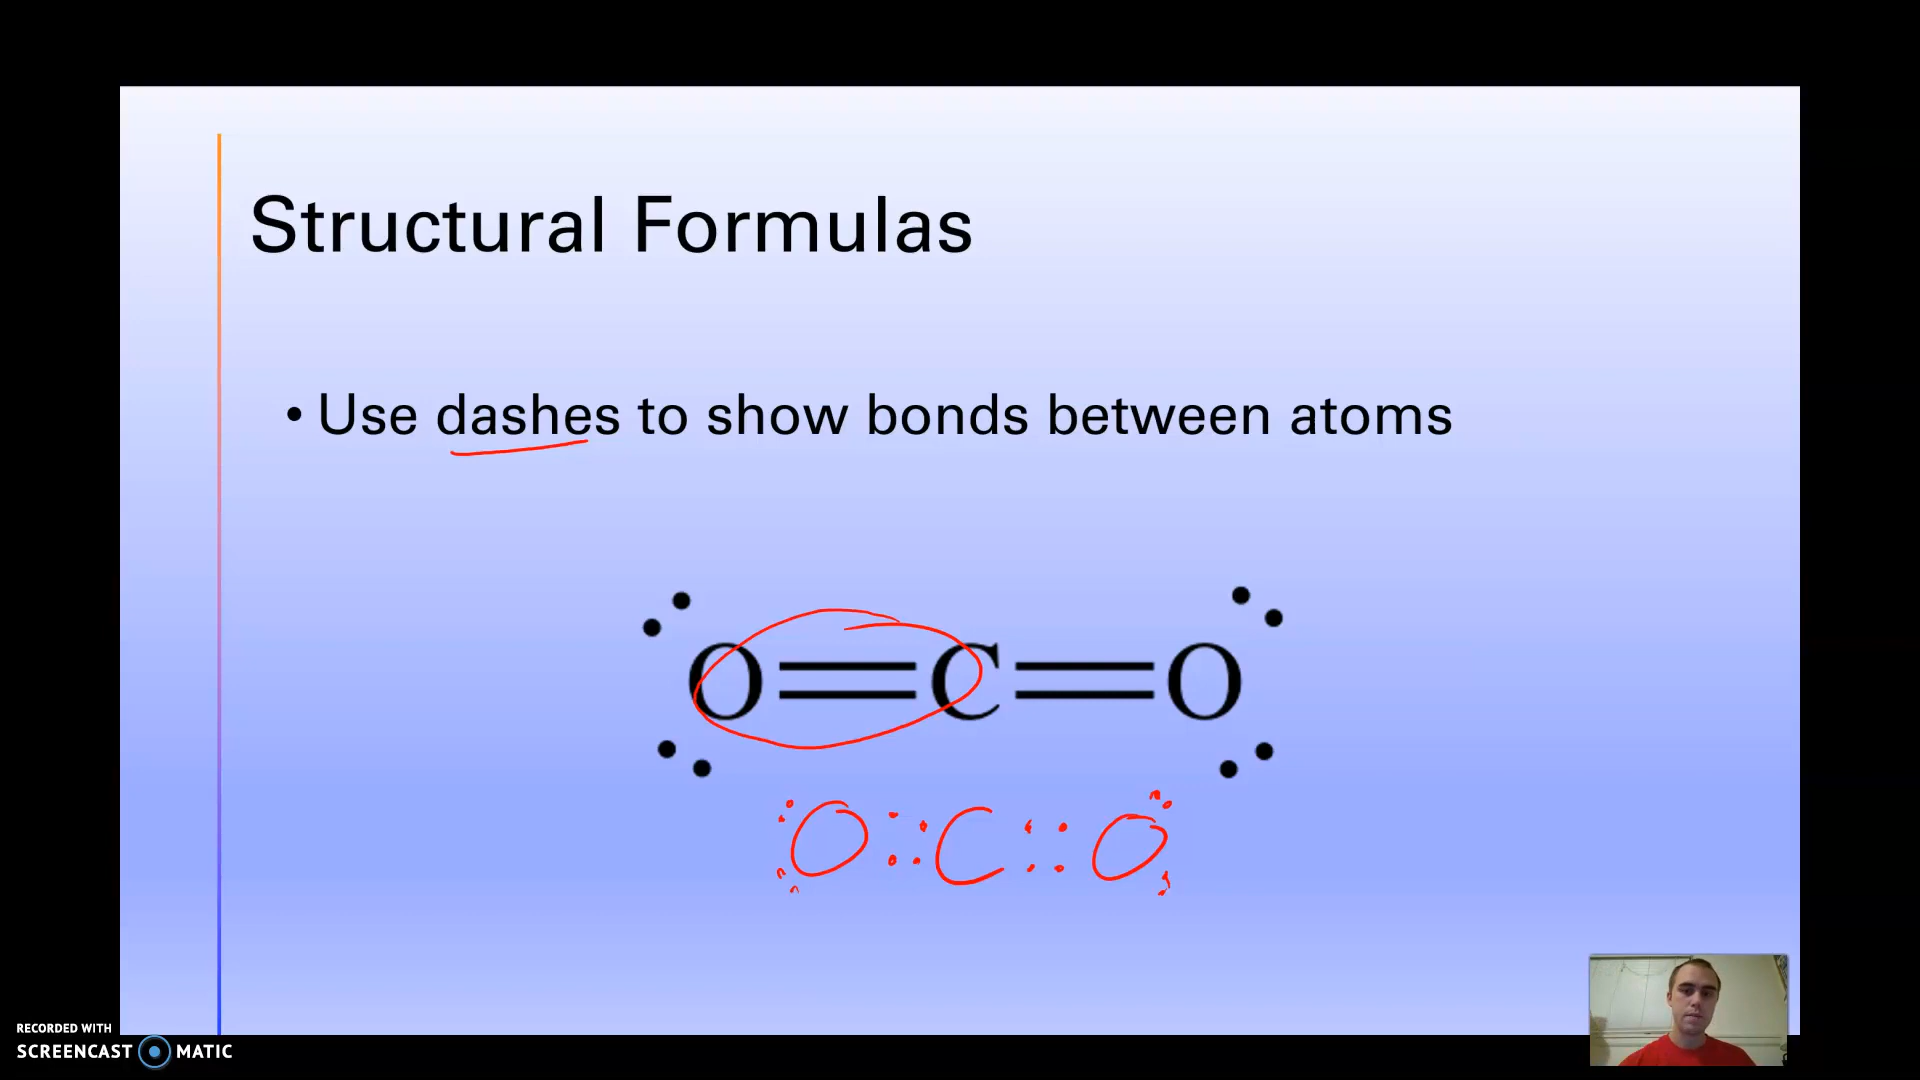 Structural Formulas
• Use dashes to show bonds between atoms
O C O
O C O
RECORDED WITH
SCREENCAST MATIC